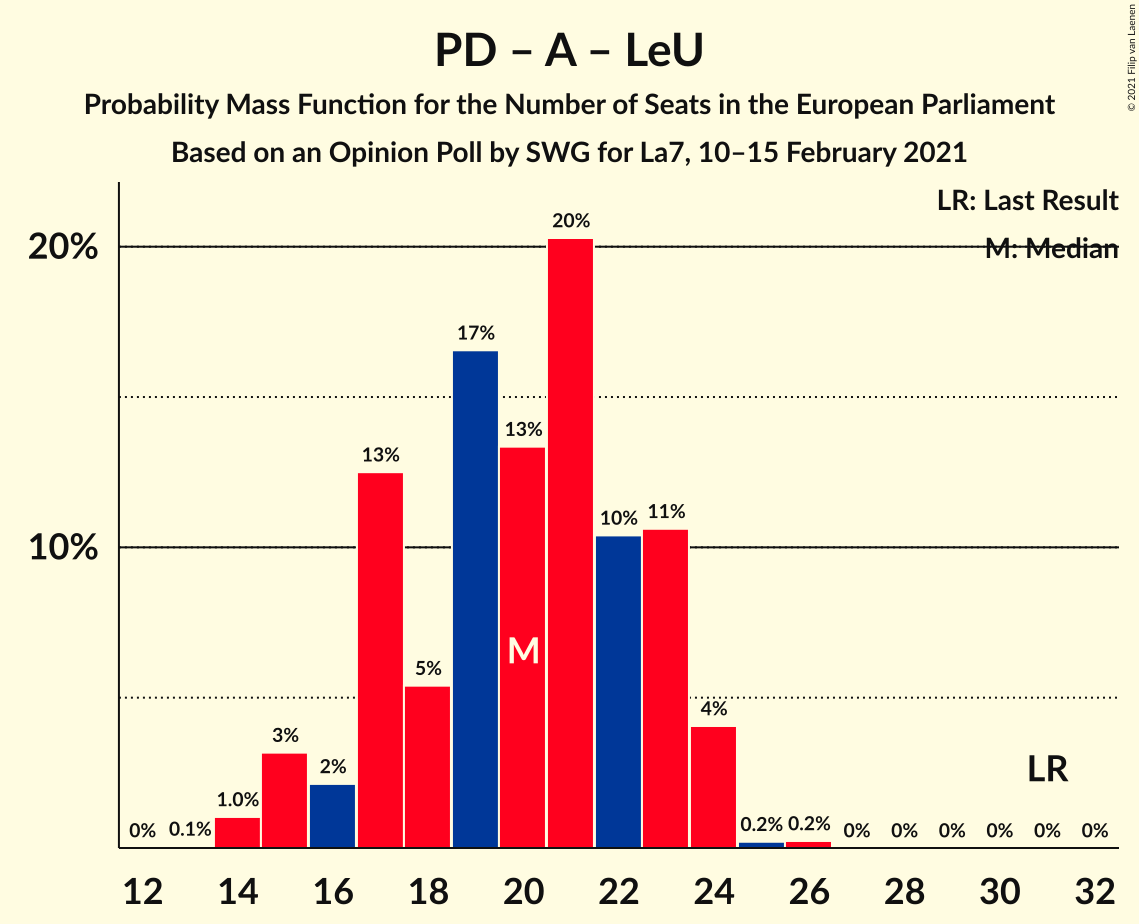 PD – A – LeU
Probability Mass Function for the Number of Seats in the European Parliament
Based on an Opinion Poll by SWG for La7, 10–15 February 2021
© 2021 Filip van Laenen
LR: Last Result
M: Median
20%
10%
0%
0.1%
1.0%
3%
2%
13%
5%
17%
13%
20%
10%
11%
4%
0.2%
0.2%
0%
0%
0%
0%
0%
0%
M
LR
12 14 16 18 20 22 24 26 28 30 32